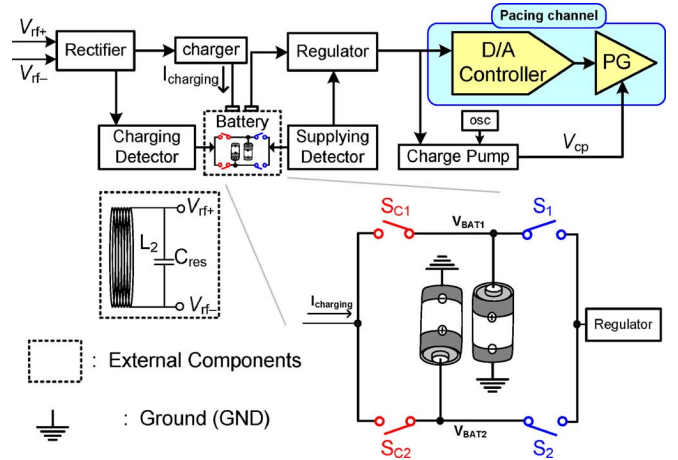 Pacing channel
Vrf+
Vrf–
Rectifier
charger
Regulator
D/A
Controller
PG
Icharging
Battery
osc
Charging
Detector
Supplying
Detector
Charge Pump
Vcp
Vrf+
L2
Cres
Vrf–
SC1
VBAT1
S1
Icharging
Regulator
: External Components
: Ground (GND)
SC2
VBAT2
S2